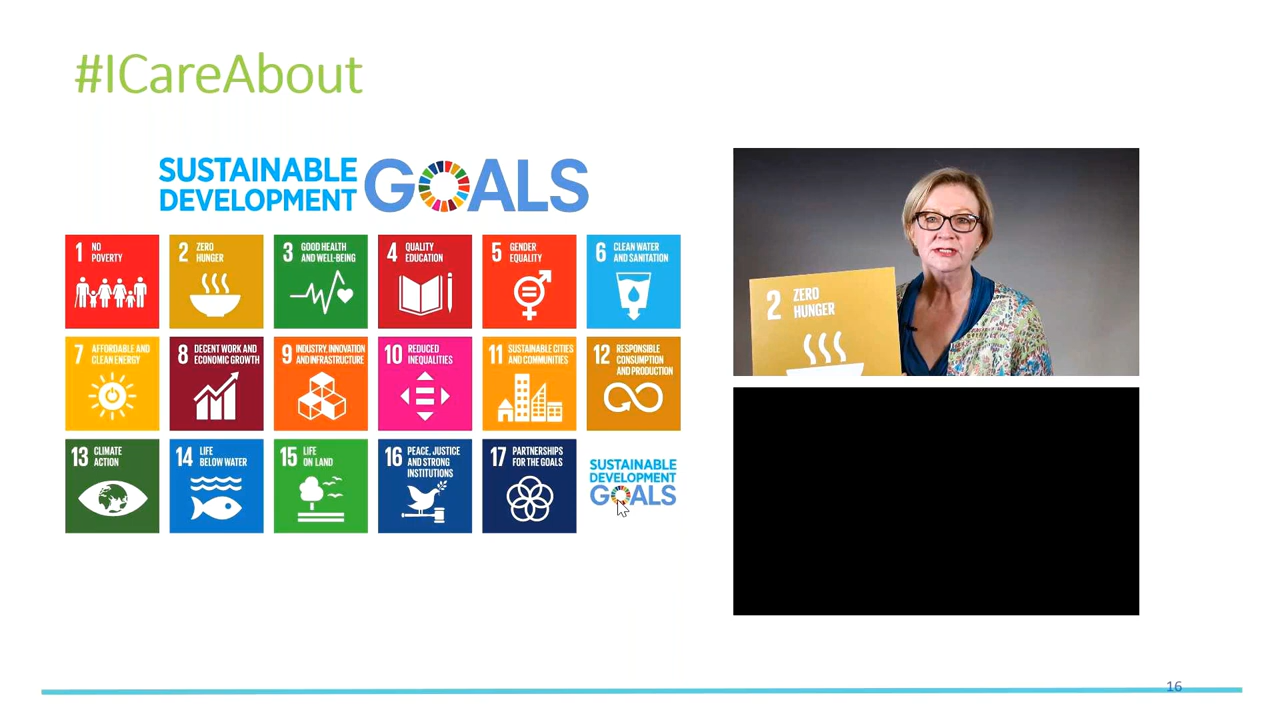 #ICareAbout
SUSTAINABLE
DEVELOPMENT
GOALS
1 NO
POVERTY
2 ZERO
HUNGER
3 GOOD HEALTH
AND WELL-BEING
4 QUALITY
EDUCATION
5 GENDER
EQUALITY
6 CLEAN WATER
AND SANITATION
7 AFFORDABLE AND
CLEAN ENERGY
8 DECENT WORK AND
ECONOMIC GROWTH
9 INDUSTRY, INNOVATION
AND INFRASTRUCTURE
10 REDUCED
INEQUALITIES
11 SUSTAINABLE CITIES
AND COMMUNITIES
12 RESPONSIBLE
CONSUMPTION
AND PRODUCTION
13 CLIMATE
ACTION
14 LIFE
BELOW WATER
15 LIFE
ON LAND
16 PEACE, JUSTICE
AND STRONG
INSTITUTIONS
17 PARTNERSHIPS
FOR THE GOALS
SUSTAINABLE
DEVELOPMENT
GOALS
2 ZERO
HUNGER
16